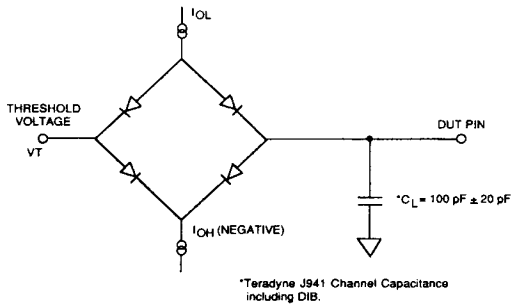 IOL
THRESHOLD
VOLTAGE
VT
DUT PIN
*CL = 100 pF ± 20 pF
IOH (NEGATIVE)
*Teradyne J941 Channel Capacitance
including DIB.